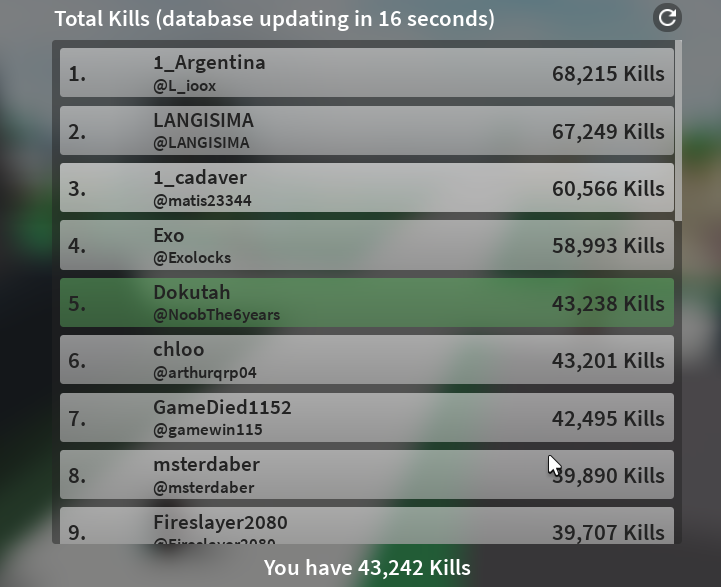 Total Kills (database updating in 16 seconds)
1.
1_Argentina
@L_ioox
68,215 Kills
2.
LANGISIMA
@LANGISIMA
67,249 Kills
3.
1_cadaver
@matis23344
60,566 Kills
4.
Exo
@Exolocks
58,993 Kills
5.
Dokutah
@NoobThe6years
43,238 Kills
6.
chloo
@arthurqrp04
43,201 Kills
7.
GameDied1152
@gamewin115
42,495 Kills
8.
msterdaber
@msterdaber
39,890 Kills
9.
Fireslayer2080
@Fireslayer2080
39,707 Kills
You have 43,242 Kills